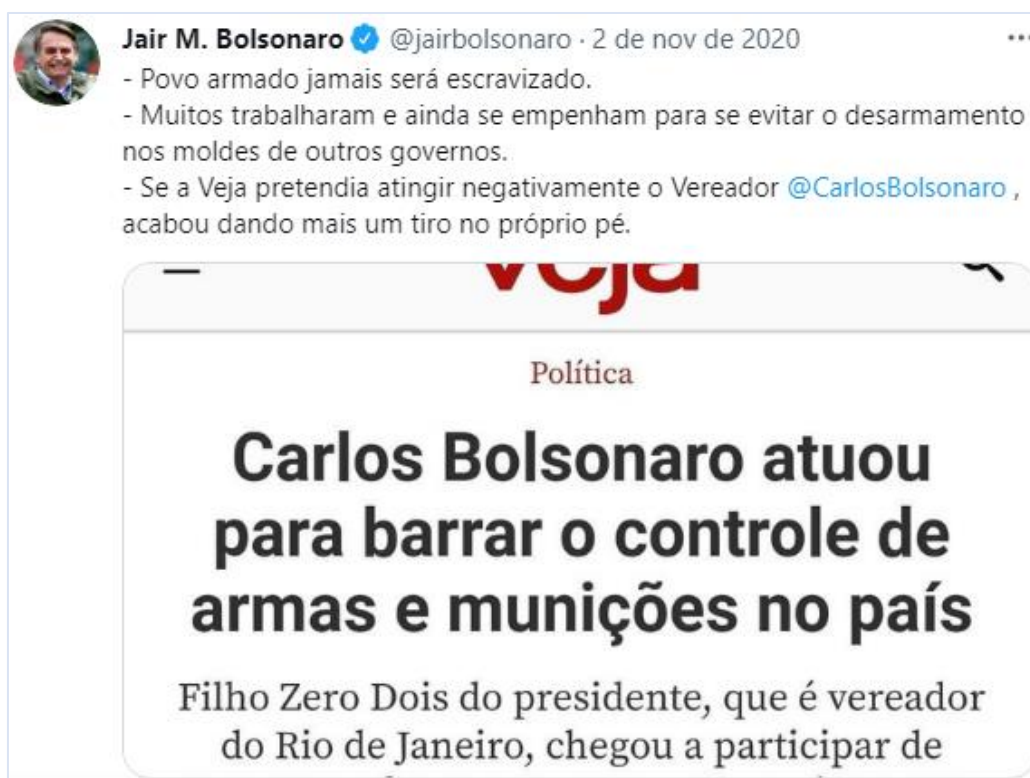 Jair M. Bolsonaro @jairbolsonaro · 2 de nov de 2020
- Povo armado jamais será escravizado.
- Muitos trabalharam e ainda se empenham para se evitar o desarmamento
nos moldes de outros governos.
- Se a Veja pretendia atingir negativamente o Vereador @CarlosBolsonaro ,
acabou dando mais um tiro no próprio pé.
veja
Política
Carlos Bolsonaro atuou
para barrar o controle de
armas e munições no país
Filho Zero Dois do presidente, que é vereador
do Rio de Janeiro, chegou a participar de